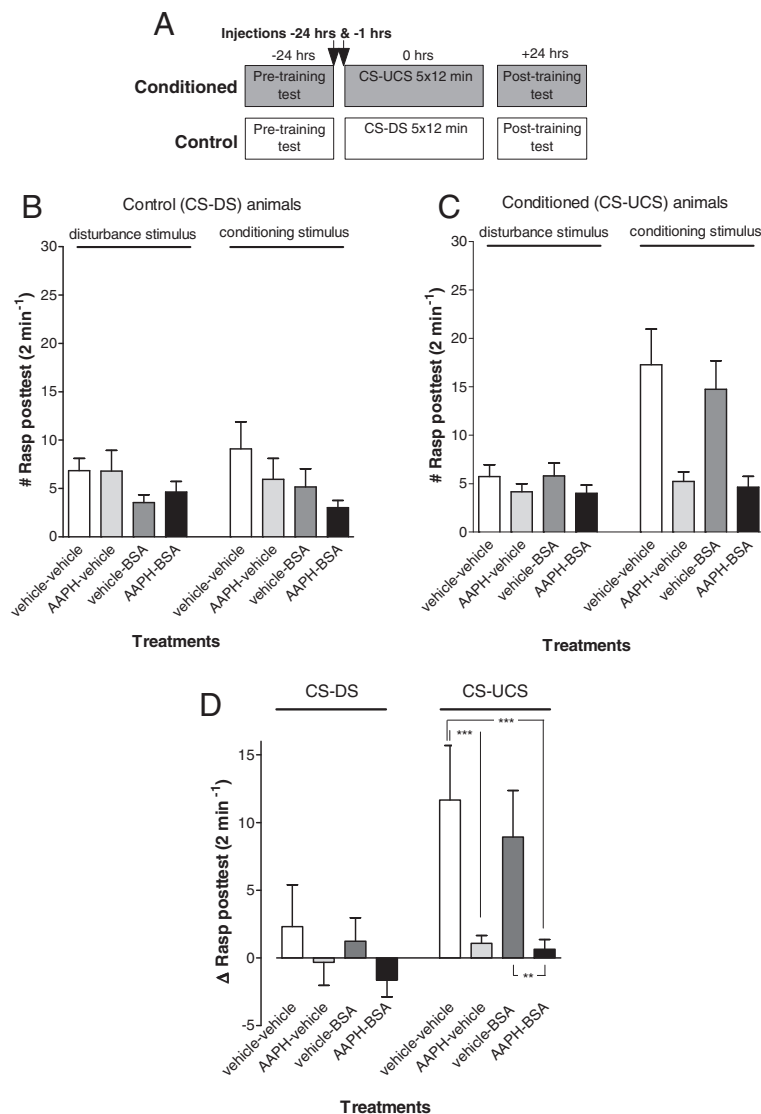 A
Injections -24 hrs & -1 hrs
-24 hrs
0 hrs
+24 hrs
Conditioned
Pre-training
test
CS-UCS 5x12 min
Post-training
test
Control
Pre-training
test
CS-DS 5x12 min
Post-training
test
B
Control (CS-DS) animals
disturbance stimulus
conditioning stimulus
# Rasp posttest (2 min⁻¹)
30
25
20
15
10
5
0
vehicle-vehicle
AAPH-vehicle
vehicle-BSA
AAPH-BSA
vehicle-vehicle
AAPH-vehicle
vehicle-BSA
AAPH-BSA
Treatments
C
Conditioned (CS-UCS) animals
disturbance stimulus
conditioning stimulus
# Rasp posttest (2 min⁻¹)
30
25
20
15
10
5
0
vehicle-vehicle
AAPH-vehicle
vehicle-BSA
AAPH-BSA
vehicle-vehicle
AAPH-vehicle
vehicle-BSA
AAPH-BSA
Treatments
D
CS-DS
CS-UCS
***
***
**
Δ Rasp posttest (2 min⁻¹)
15
10
5
0
-5
vehicle-vehicle
AAPH-vehicle
vehicle-BSA
AAPH-BSA
vehicle-vehicle
AAPH-vehicle
vehicle-BSA
AAPH-BSA
Treatments